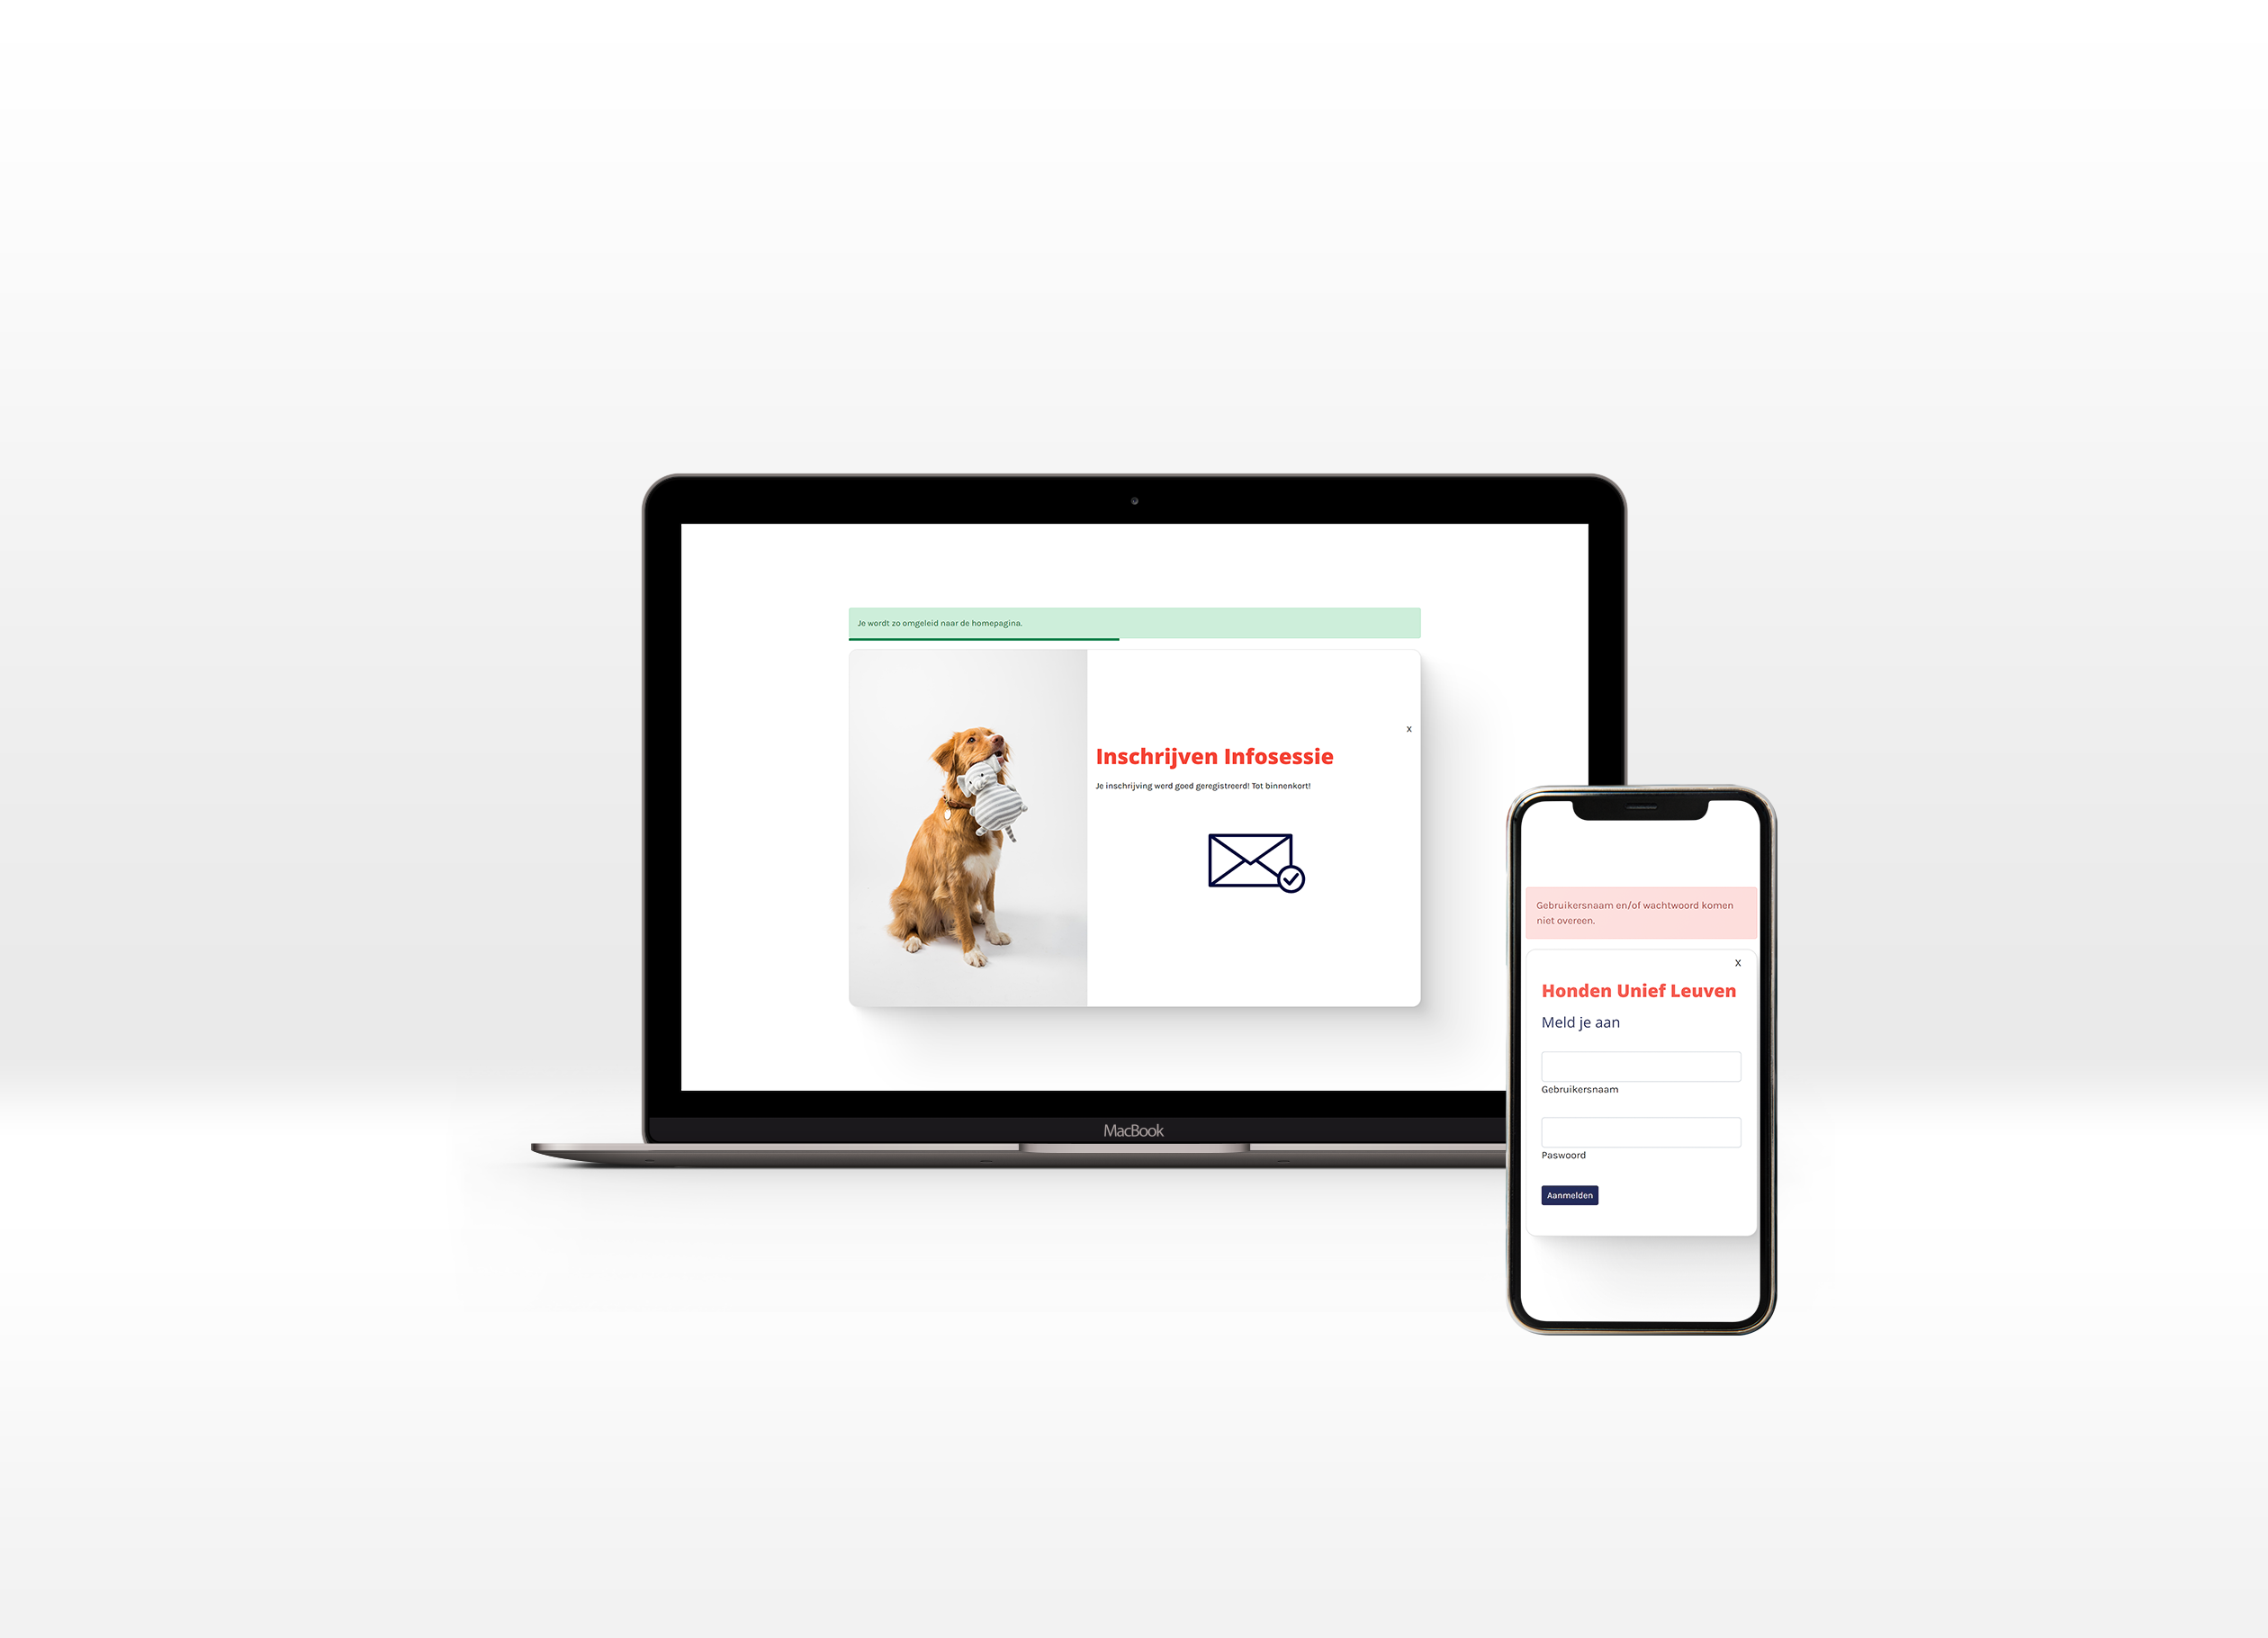 Je wordt zo omgeleid naar de homepagina.
x
Inschrijven Infosessie
Je inschrijving werd goed geregistreerd! Tot binnenkort!
MacBook
Gebruikersnaam en/of wachtwoord komen
niet overeen.
x
Honden Unief Leuven
Meld je aan
Gebruikersnaam
Paswoord
Aanmelden